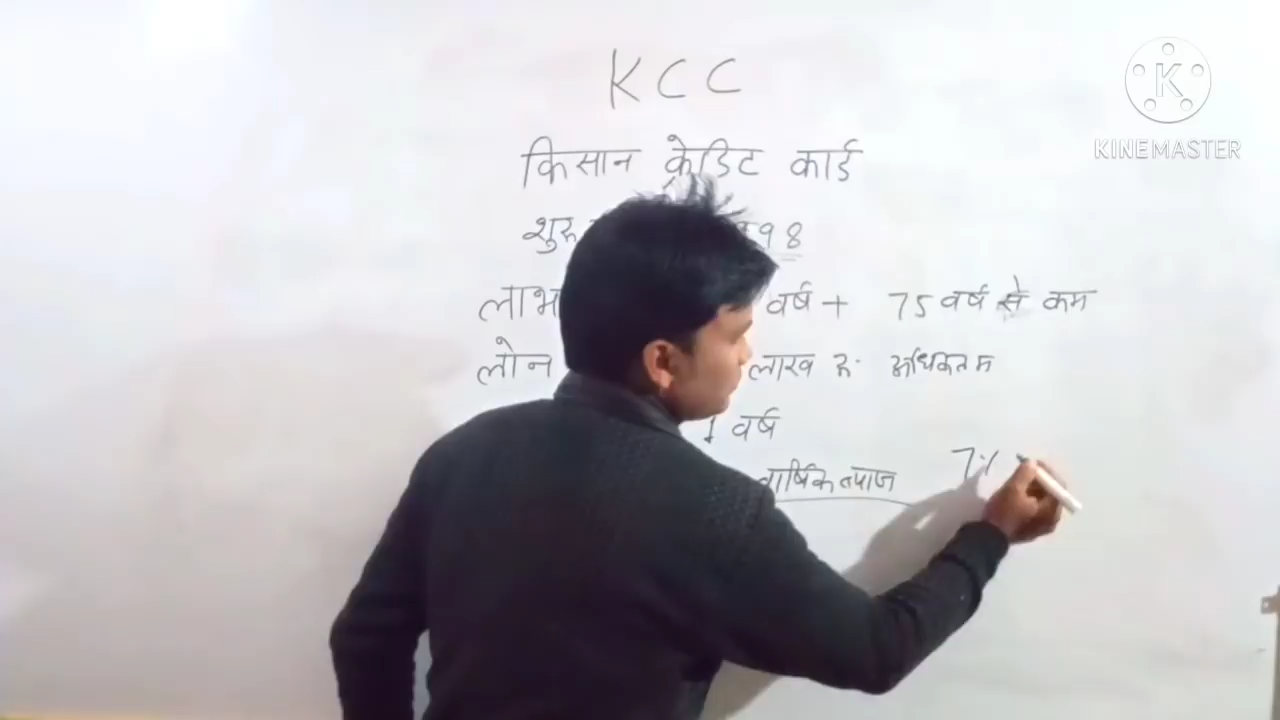 KCC
किसान क्रेडिट कार्ड
98
वर्ष + 75 वर्ष से कम
लोन लाख रु. अधिकतम
1 वर्ष
वार्षिक ब्याज 7%
K
KINEMASTER